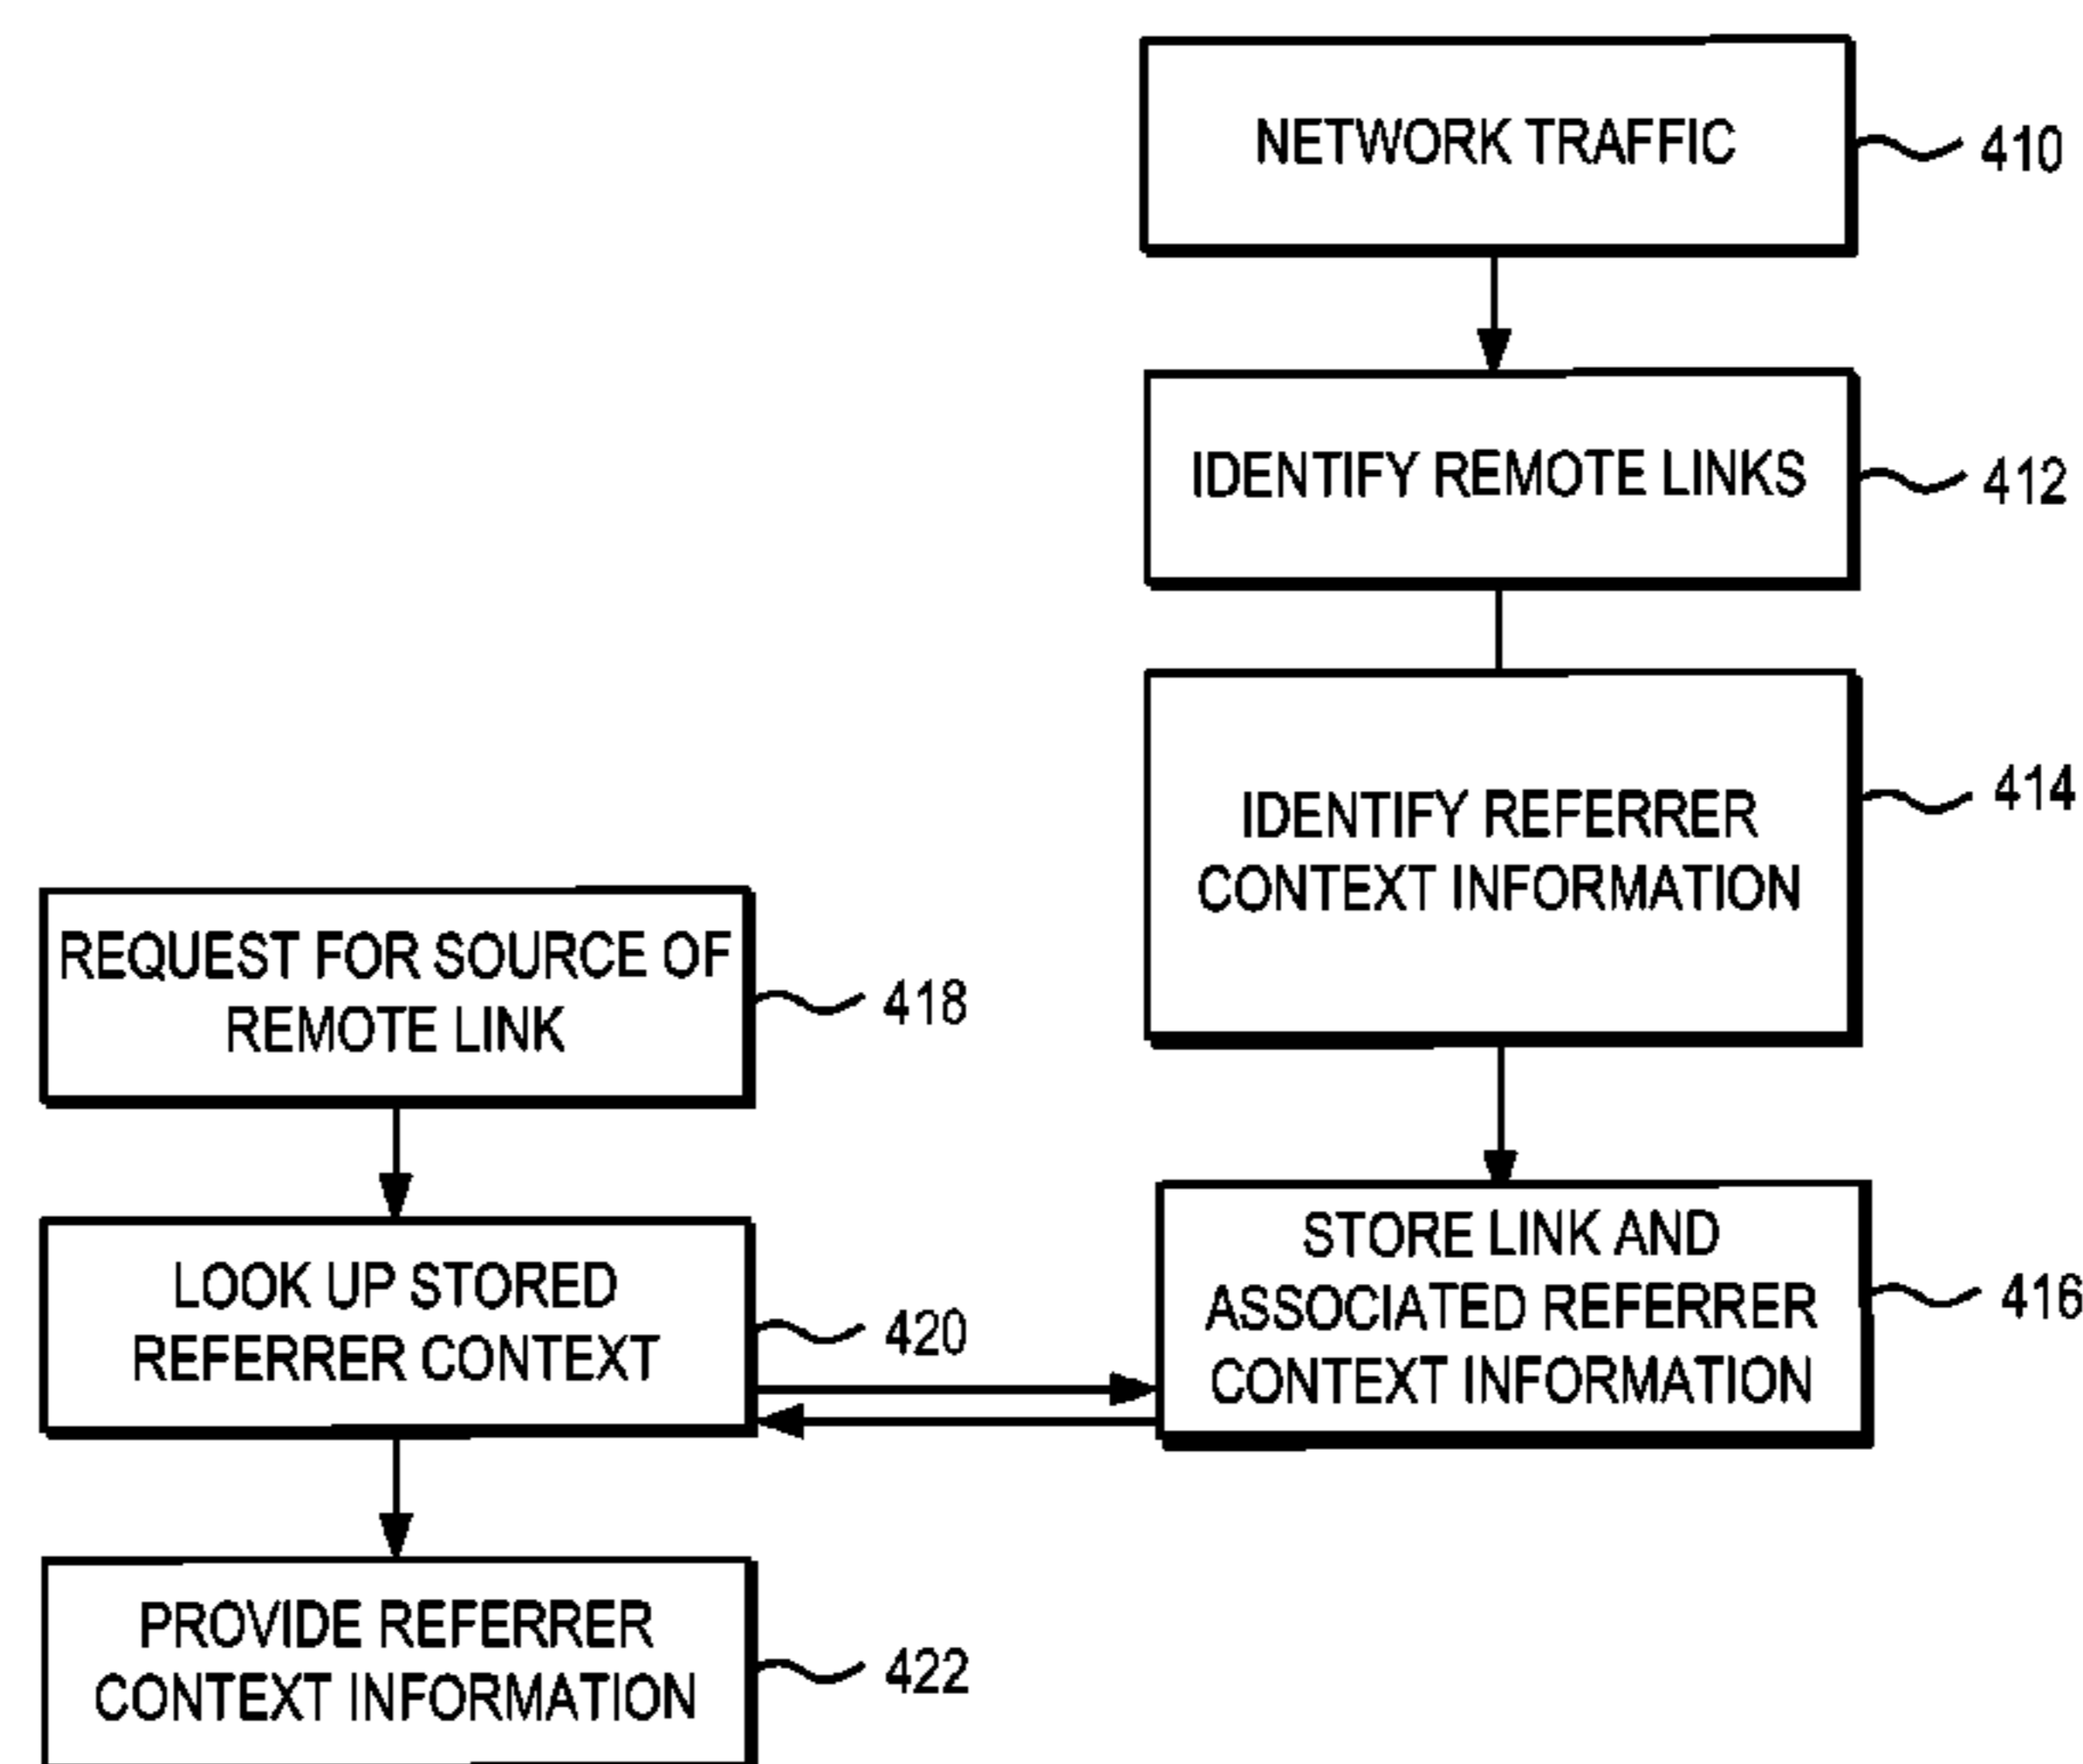 NETWORK TRAFFIC
410
IDENTIFY REMOTE LINKS
412
IDENTIFY REFERRER
CONTEXT INFORMATION
414
REQUEST FOR SOURCE OF
REMOTE LINK
418
STORE LINK AND
ASSOCIATED REFERRER
CONTEXT INFORMATION
416
LOOK UP STORED
REFERRER CONTEXT
420
PROVIDE REFERRER
CONTEXT INFORMATION
422